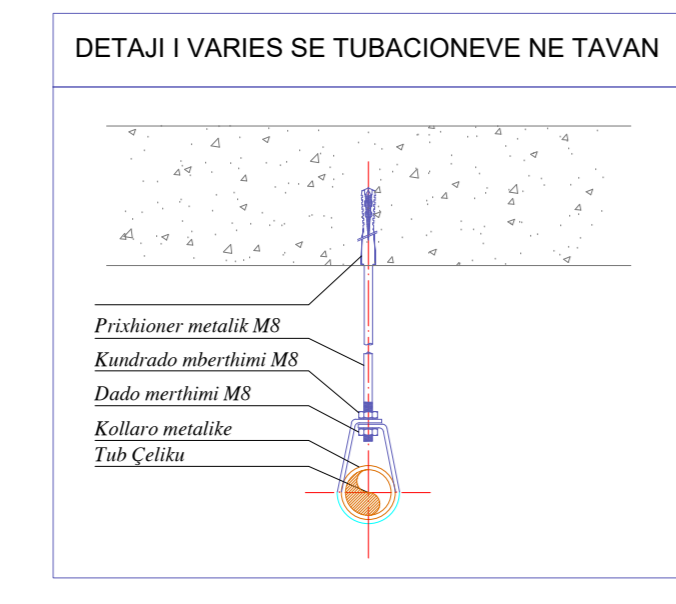 DETAJI I VARIES SE TUBACIONEVE NE TAVAN
Prixhioner metalik M8
Kundrado mberthimi M8
Dado merthimi M8
Kollaro metalike
Tub Çeliku